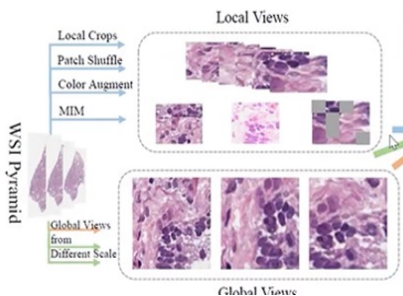 Local Views
Local Crops
Patch Shuffle
Color Augment
MIM
WSI Pyramid
Global Views
from
Different Scale
Global Views